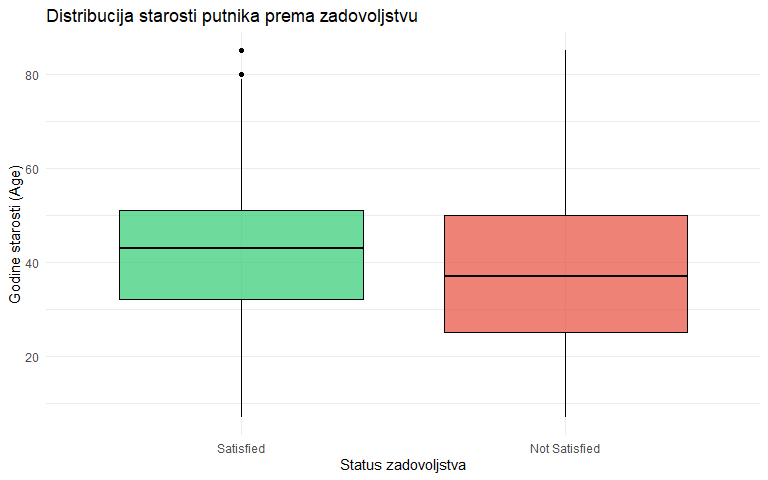 Distribucija starosti putnika prema zadovoljstvu
Godine starosti (Age)
80
60
40
20
Satisfied
Not Satisfied
Status zadovoljstva